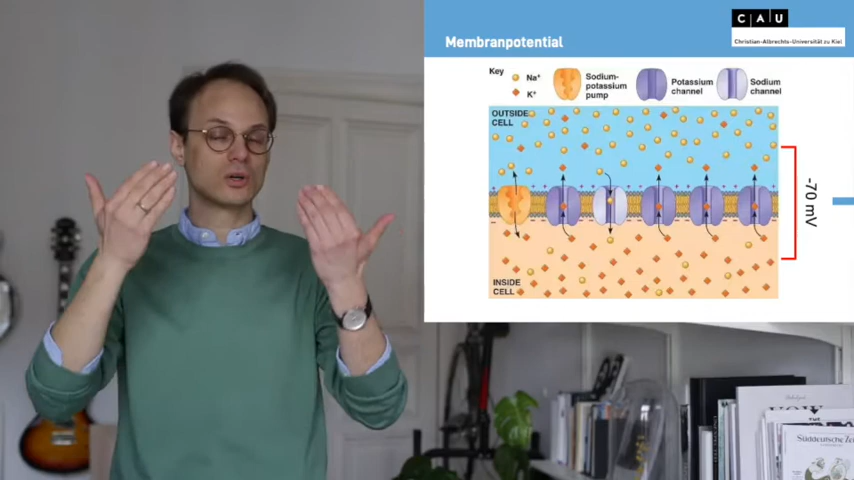 CAU
Christian-Albrechts-Universität zu Kiel
Membranpotential
Key
Na+
K+
Sodium-
potassium
pump
Potassium
channel
Sodium
channel
OUTSIDE
CELL
-70 mV
INSIDE
CELL
Süddeutsche Ze